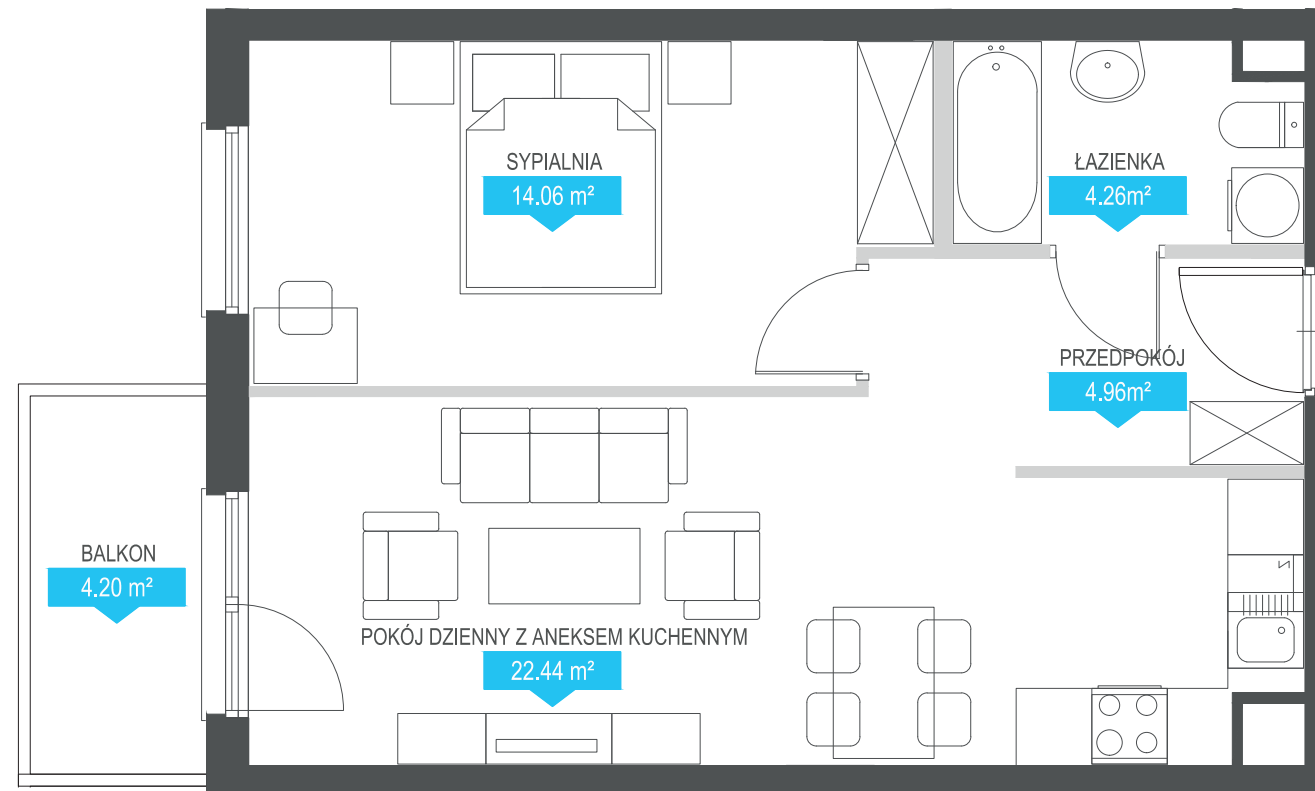 SYPIALNIA
14.06 m²
ŁAZIENKA
4.26m²
PRZEDPOKÓJ
4.96m²
BALKON
4.20 m²
POKÓJ DZIENNY Z ANEKSEM KUCHENNYM
22.44 m²